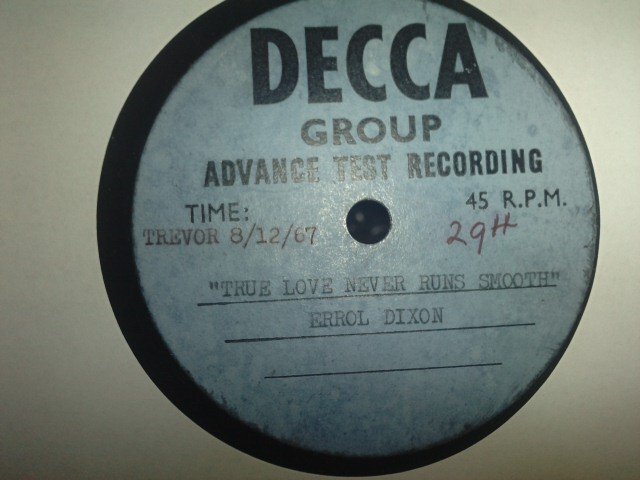 DECCA
GROUP
ADVANCE TEST RECORDING
TIME: 45 R.P.M.
TREVOR 8/12/67 29H
"TRUE LOVE NEVER RUNS SMOOTH"
ERROL DIXON